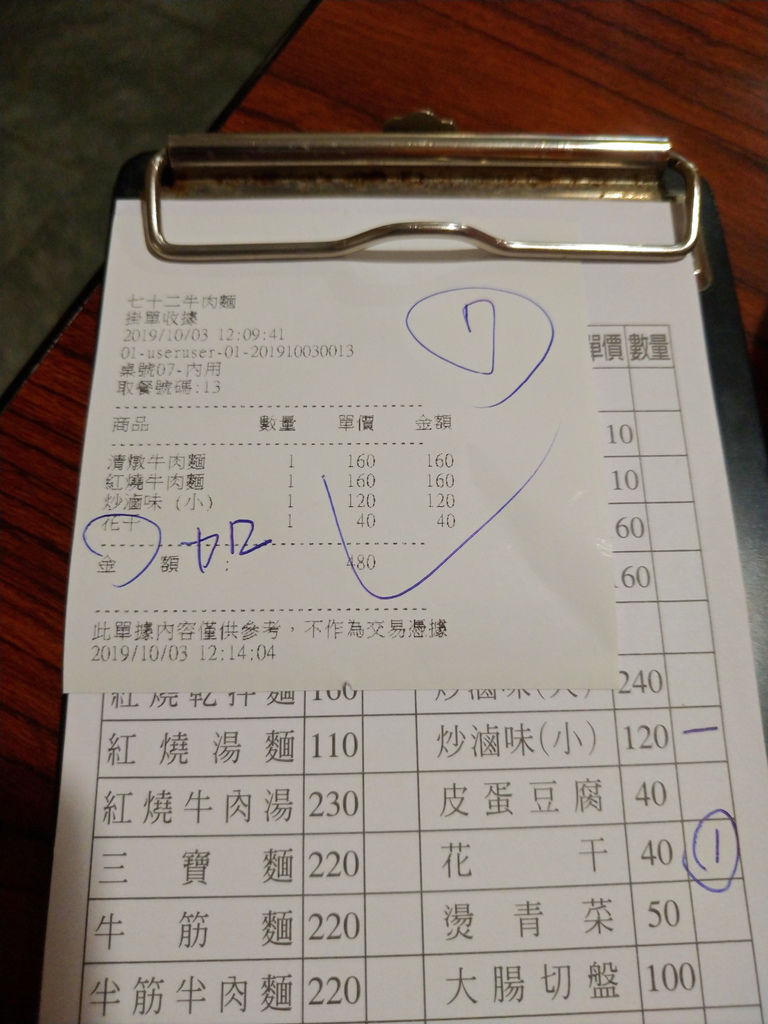 七十二牛肉麵
掛單收據
2019/10/03 12:09:41
01-useruser-01-201910030013
桌號07-內用
取餐號碼:13
7
商品 數量 單價 金額
清燉牛肉麵 1 160 160
紅燒牛肉麵 1 160 160
炒滷味 (小) 1 120 120
花干 1 40 40
金 額 : 480
此單據內容僅供參考，不作為交易憑據
2019/10/03 12:14:04
單價 數量
10
10
60
160
紅燒乾拌麵 160 炒滷味(大) 240
紅燒湯麵 110 炒滷味(小) 120 一
紅燒牛肉湯 230 皮蛋豆腐 40
三寶麵 220 花干 40 1
牛筋麵 220 燙青菜 50
半筋半肉麵 220 大腸切盤 100